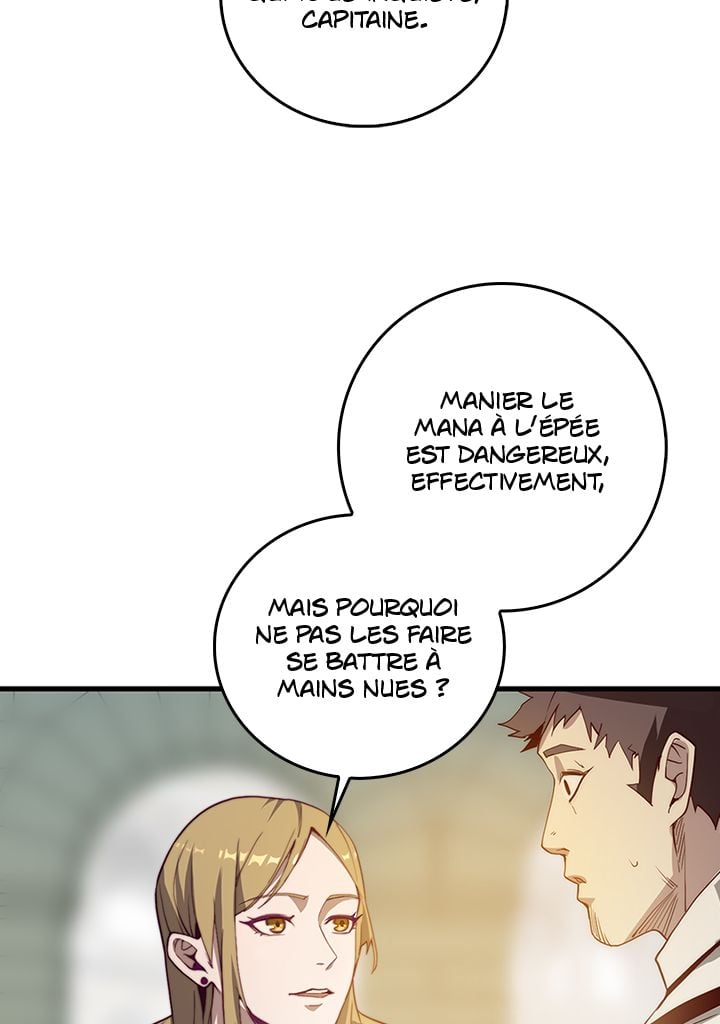 CAPITAINE.
MANIER LE
MANA À L'ÉPÉE
EST DANGEREUX,
EFFECTIVEMENT,
MAIS POURQUOI
NE PAS LES FAIRE
SE BATTRE À
MAINS NUES ?